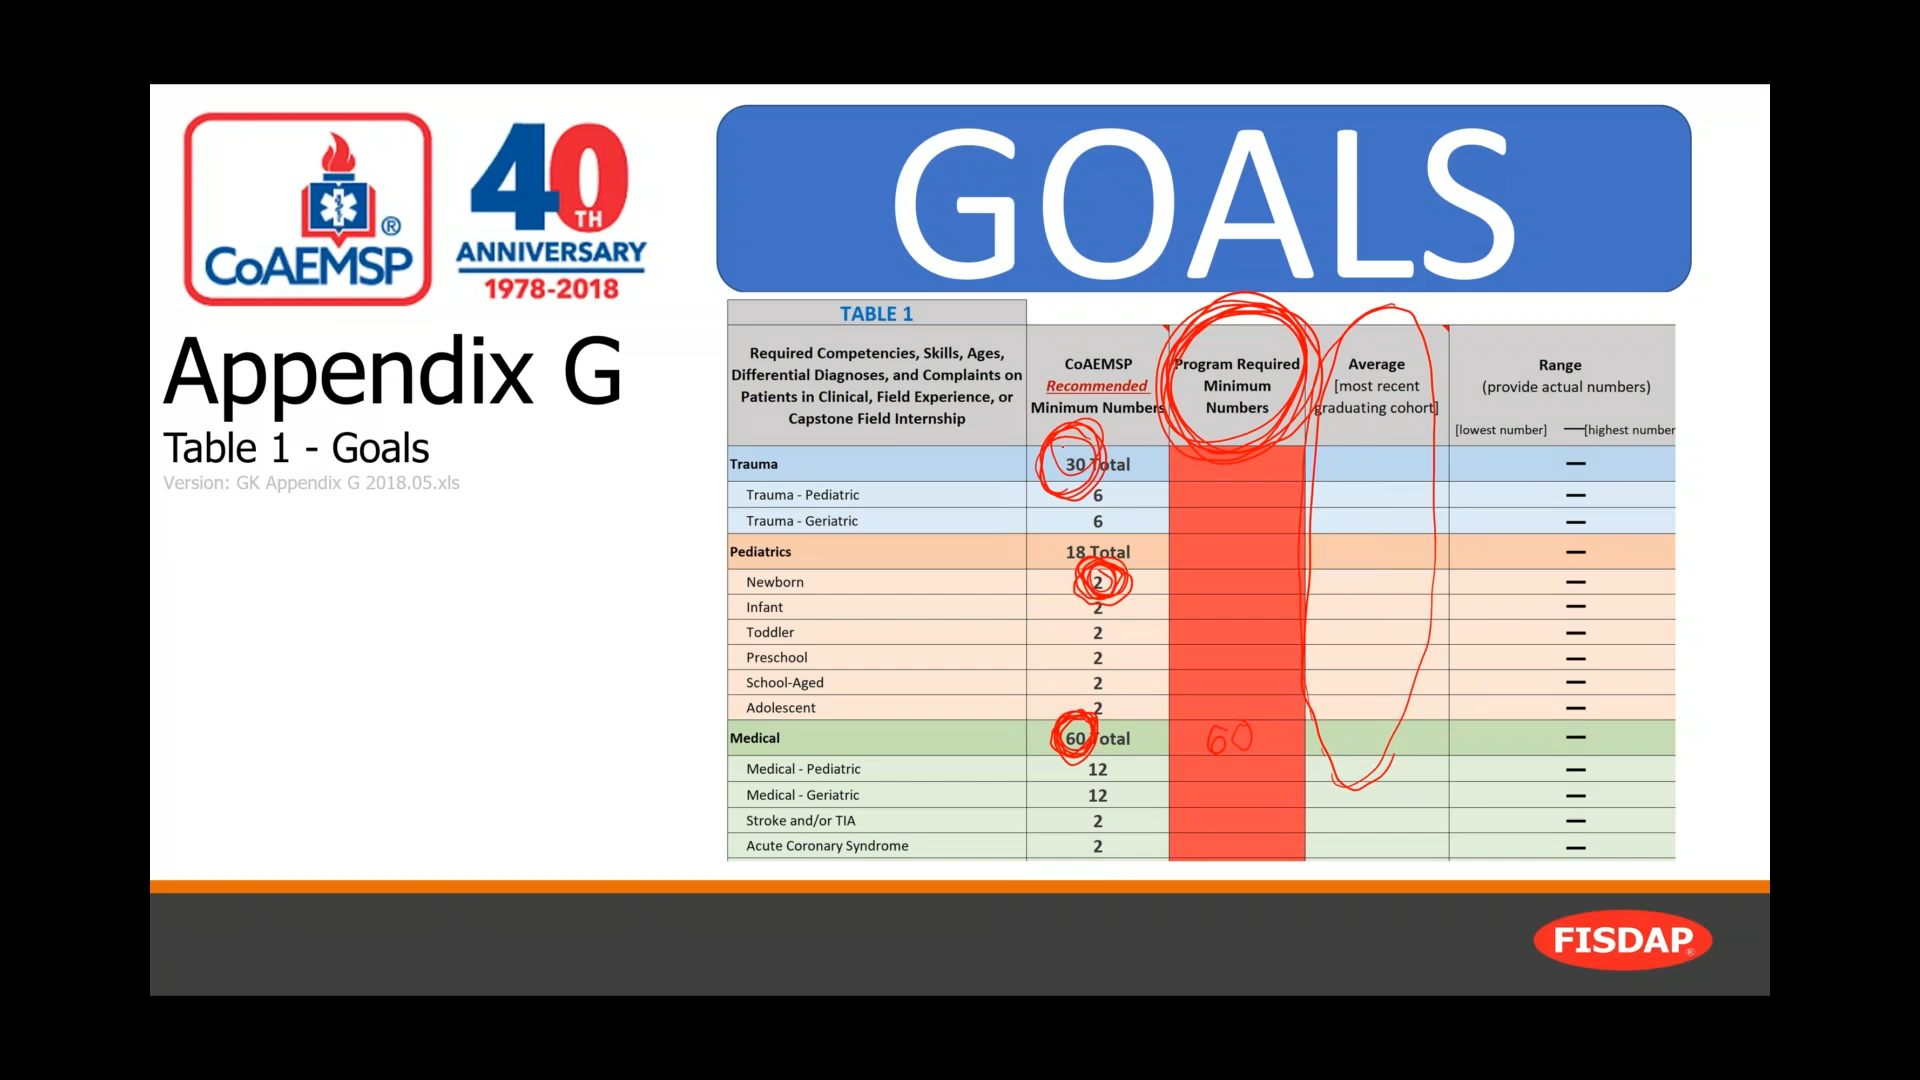 CoAEMSP®
40
TH
ANNIVERSARY
1978-2018
Appendix G
Table 1 - Goals
Version: GK Appendix G 2018.05.xls
GOALS
TABLE 1
Required Competencies, Skills, Ages,
Differential Diagnoses, and Complaints on
Patients in Clinical, Field Experience, or
Capstone Field Internship
CoAEMSP
Recommended
Minimum Numbers
Program Required
Minimum
Numbers
Average
[most recent
graduating cohort]
Range
(provide actual numbers)
[lowest number] —[highest number
Trauma 30 Total —
Trauma - Pediatric 6 —
Trauma - Geriatric 6 —
Pediatrics 18 Total —
Newborn 2 —
Infant 2 —
Toddler 2 —
Preschool 2 —
School-Aged 2 —
Adolescent 2 —
Medical 60 Total 60 —
Medical - Pediatric 12 —
Medical - Geriatric 12 —
Stroke and/or TIA 2 —
Acute Coronary Syndrome 2 —
FISDAP®